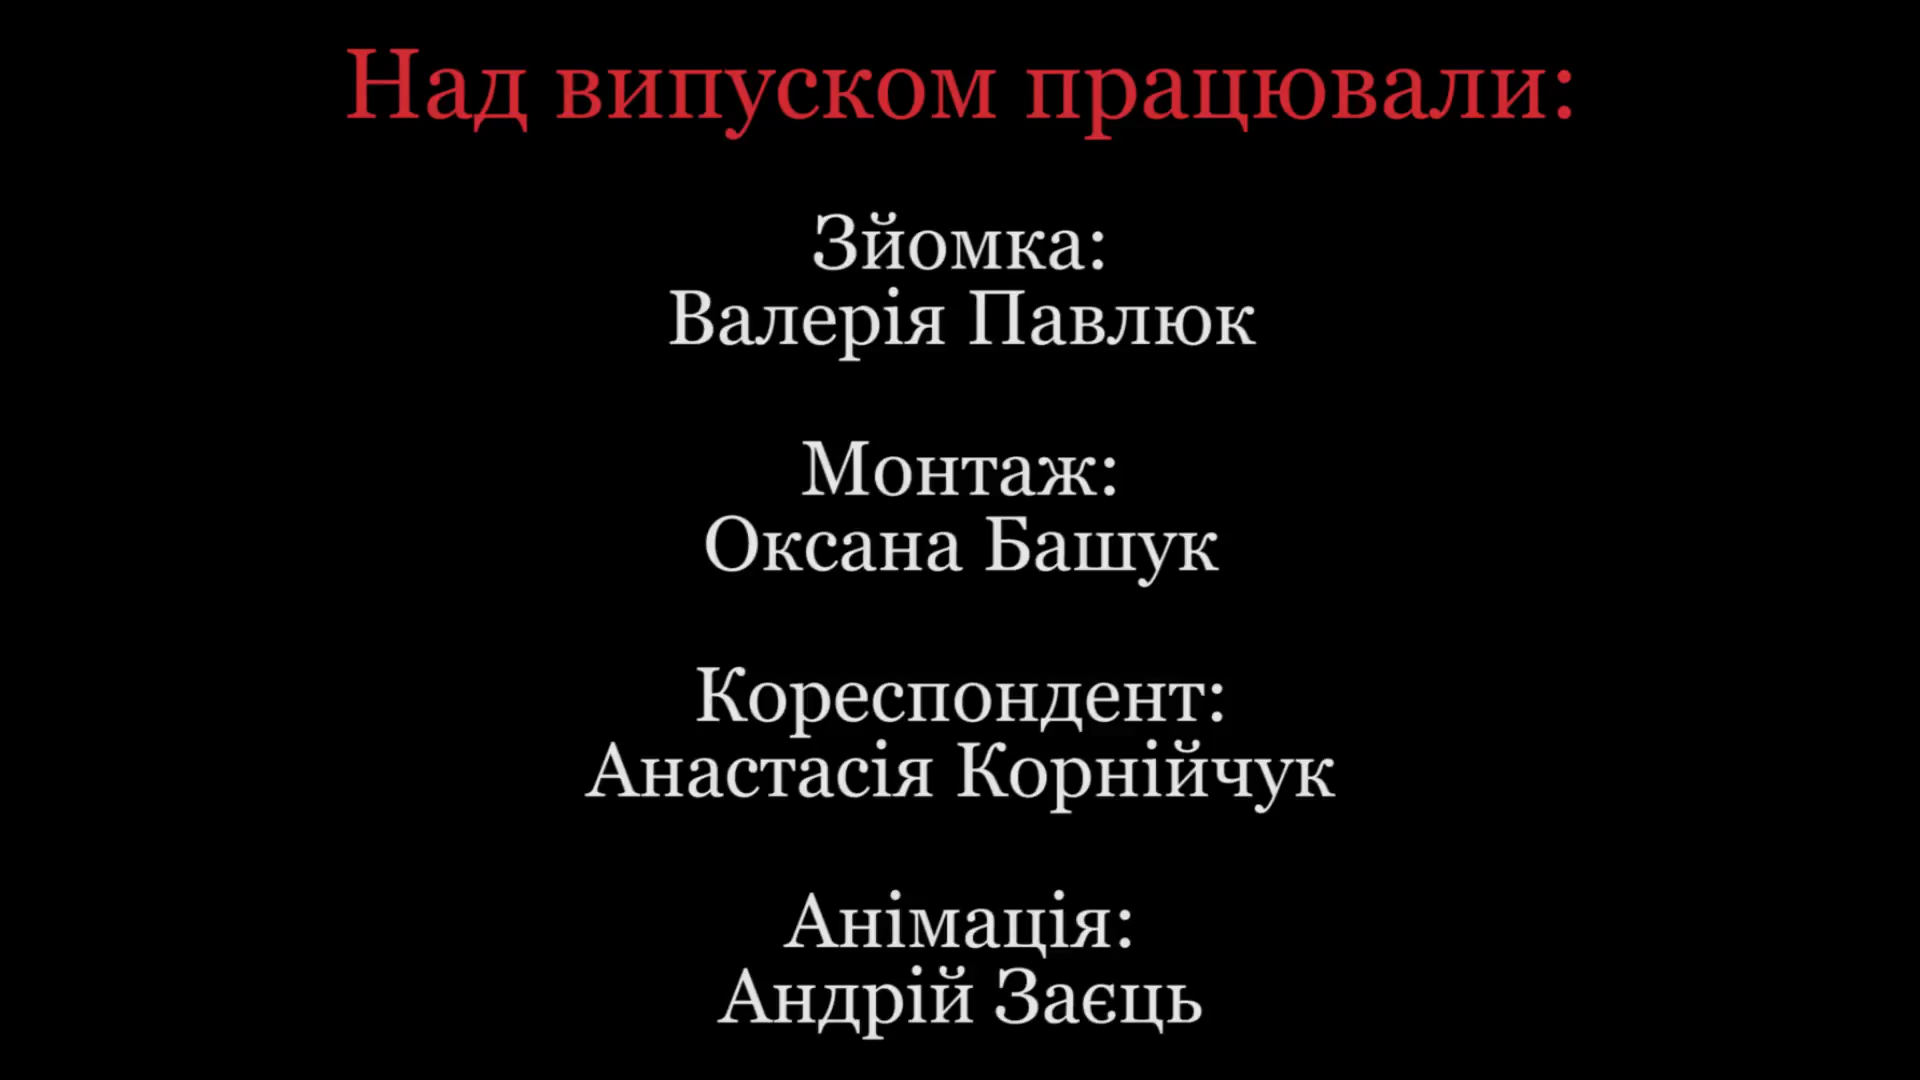 Над випуском працювали:
Зйомка:
Валерія Павлюк
Монтаж:
Оксана Башук
Кореспондент:
Анастасія Корнійчук
Анімація:
Андрій Заєць